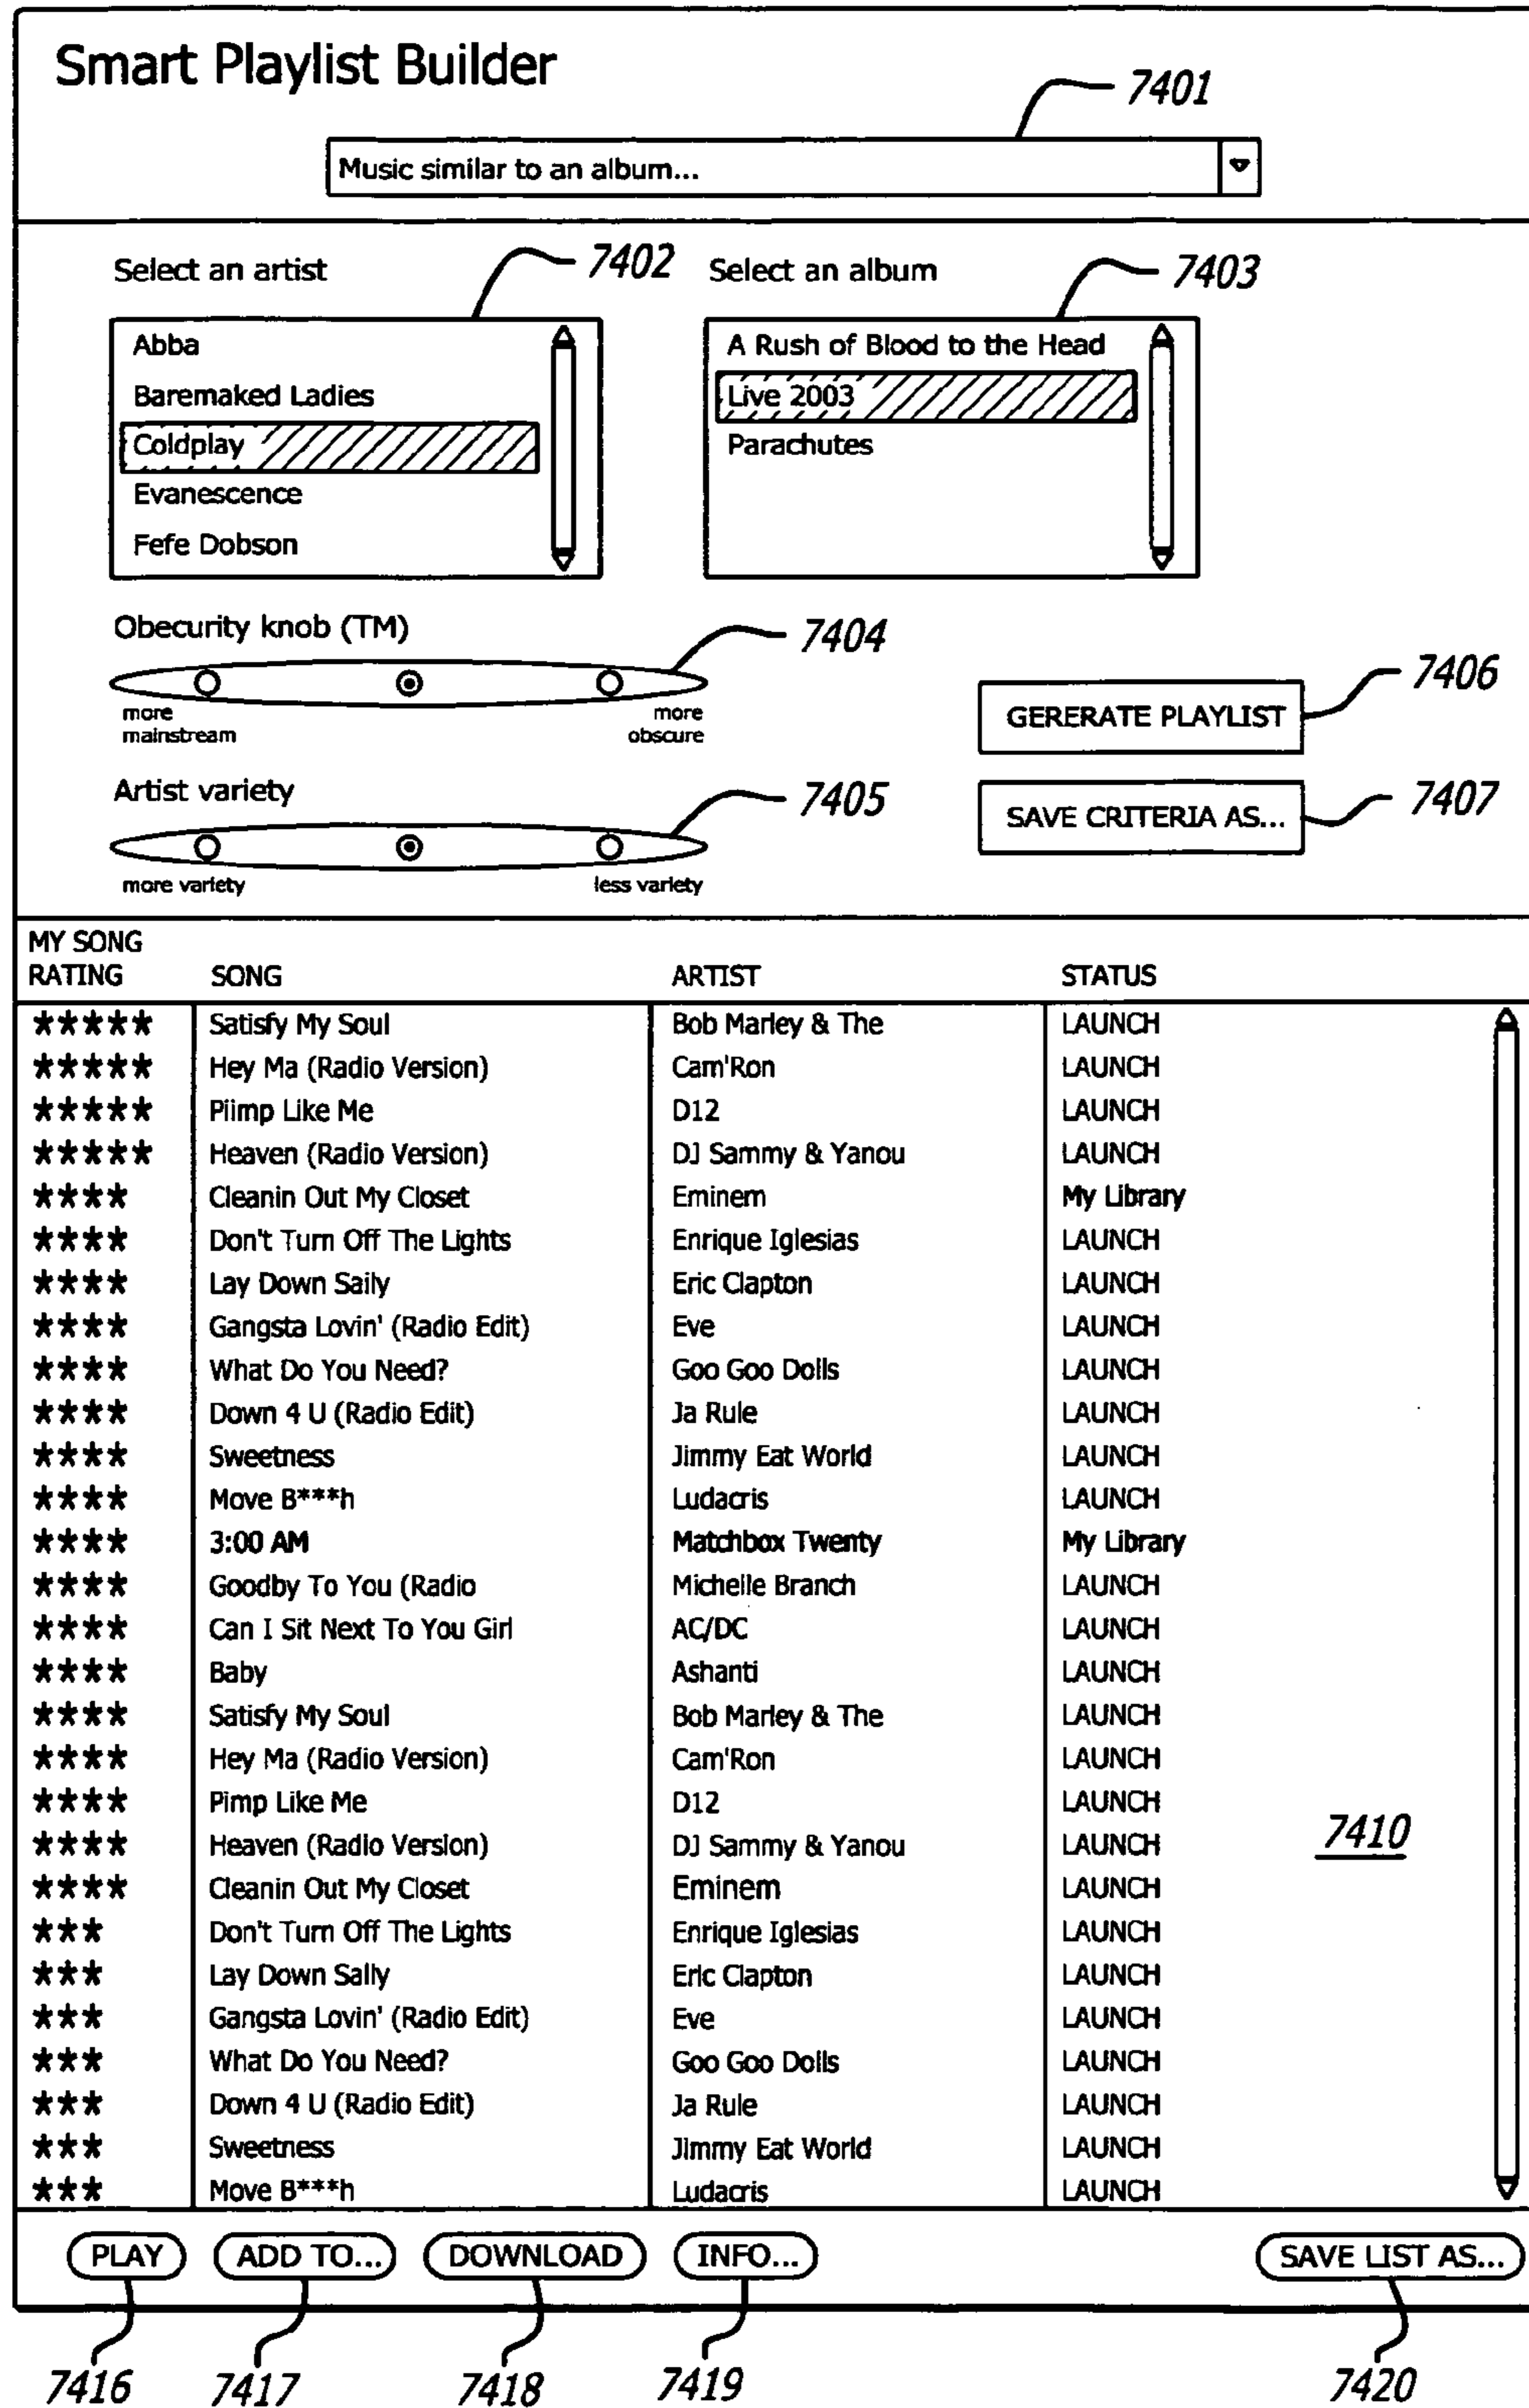 Smart Playlist Builder
7401
Music similar to an album...
Select an artist
7402
Select an album
7403
Abba
Baremaked Ladies
Coldplay
Evanescence
Fefe Dobson
A Rush of Blood to the Head
Live 2003
Parachutes
Obecurity knob (TM)
7404
more mainstream
more obscure
7406
GERERATE PLAYLIST
Artist variety
7405
more variety
less variety
SAVE CRITERIA AS...
7407
MY SONG RATING SONG ARTIST STATUS
★★★★★ Satisfy My Soul Bob Marley & The LAUNCH
★★★★★ Hey Ma (Radio Version) Cam'Ron LAUNCH
★★★★★ Piimp Like Me D12 LAUNCH
★★★★★ Heaven (Radio Version) DJ Sammy & Yanou LAUNCH
★★★★ Cleanin Out My Closet Eminem My Library
★★★★ Don't Turn Off The Lights Enrique Iglesias LAUNCH
★★★★ Lay Down Saily Eric Clapton LAUNCH
★★★★ Gangsta Lovin' (Radio Edit) Eve LAUNCH
★★★★ What Do You Need? Goo Goo Dolls LAUNCH
★★★★ Down 4 U (Radio Edit) Ja Rule LAUNCH
★★★★ Sweetness Jimmy Eat World LAUNCH
★★★★ Move B***h Ludacris LAUNCH
★★★★ 3:00 AM Matchbox Twenty My Library
★★★★ Goodby To You (Radio Michelle Branch LAUNCH
★★★★ Can I Sit Next To You Girl AC/DC LAUNCH
★★★★ Baby Ashanti LAUNCH
★★★★ Satisfy My Soul Bob Marley & The LAUNCH
★★★★ Hey Ma (Radio Version) Cam'Ron LAUNCH
★★★★ Pimp Like Me D12 LAUNCH
★★★★ Heaven (Radio Version) DJ Sammy & Yanou LAUNCH
7410
★★★★ Cleanin Out My Closet Eminem LAUNCH
★★★ Don't Turn Off The Lights Enrique Iglesias LAUNCH
★★★ Lay Down Sally Eric Clapton LAUNCH
★★★ Gangsta Lovin' (Radio Edit) Eve LAUNCH
★★★ What Do You Need? Goo Goo Dolls LAUNCH
★★★ Down 4 U (Radio Edit) Ja Rule LAUNCH
★★★ Sweetness Jimmy Eat World LAUNCH
★★★ Move B***h Ludacris LAUNCH
PLAY ADD TO... DOWNLOAD INFO... SAVE LIST AS...
7416 7417 7418 7419 7420